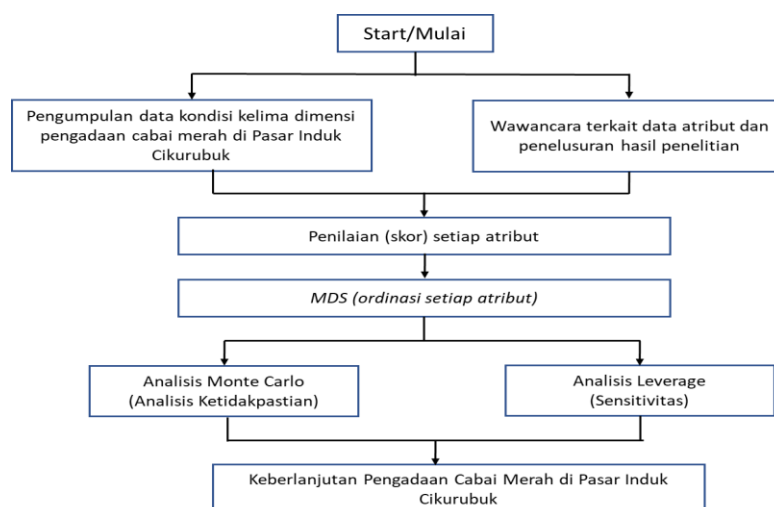 Start/Mulai
Pengumpulan data kondisi kelima dimensi
pengadaan cabai merah di Pasar Induk
Cikurubuk
Wawancara terkait data atribut dan
penelusuran hasil penelitian
Penilaian (skor) setiap atribut
MDS (ordinasi setiap atribut)
Analisis Monte Carlo
(Analisis Ketidakpastian)
Analisis Leverage
(Sensitivitas)
Keberlanjutan Pengadaan Cabai Merah di Pasar Induk
Cikurubuk